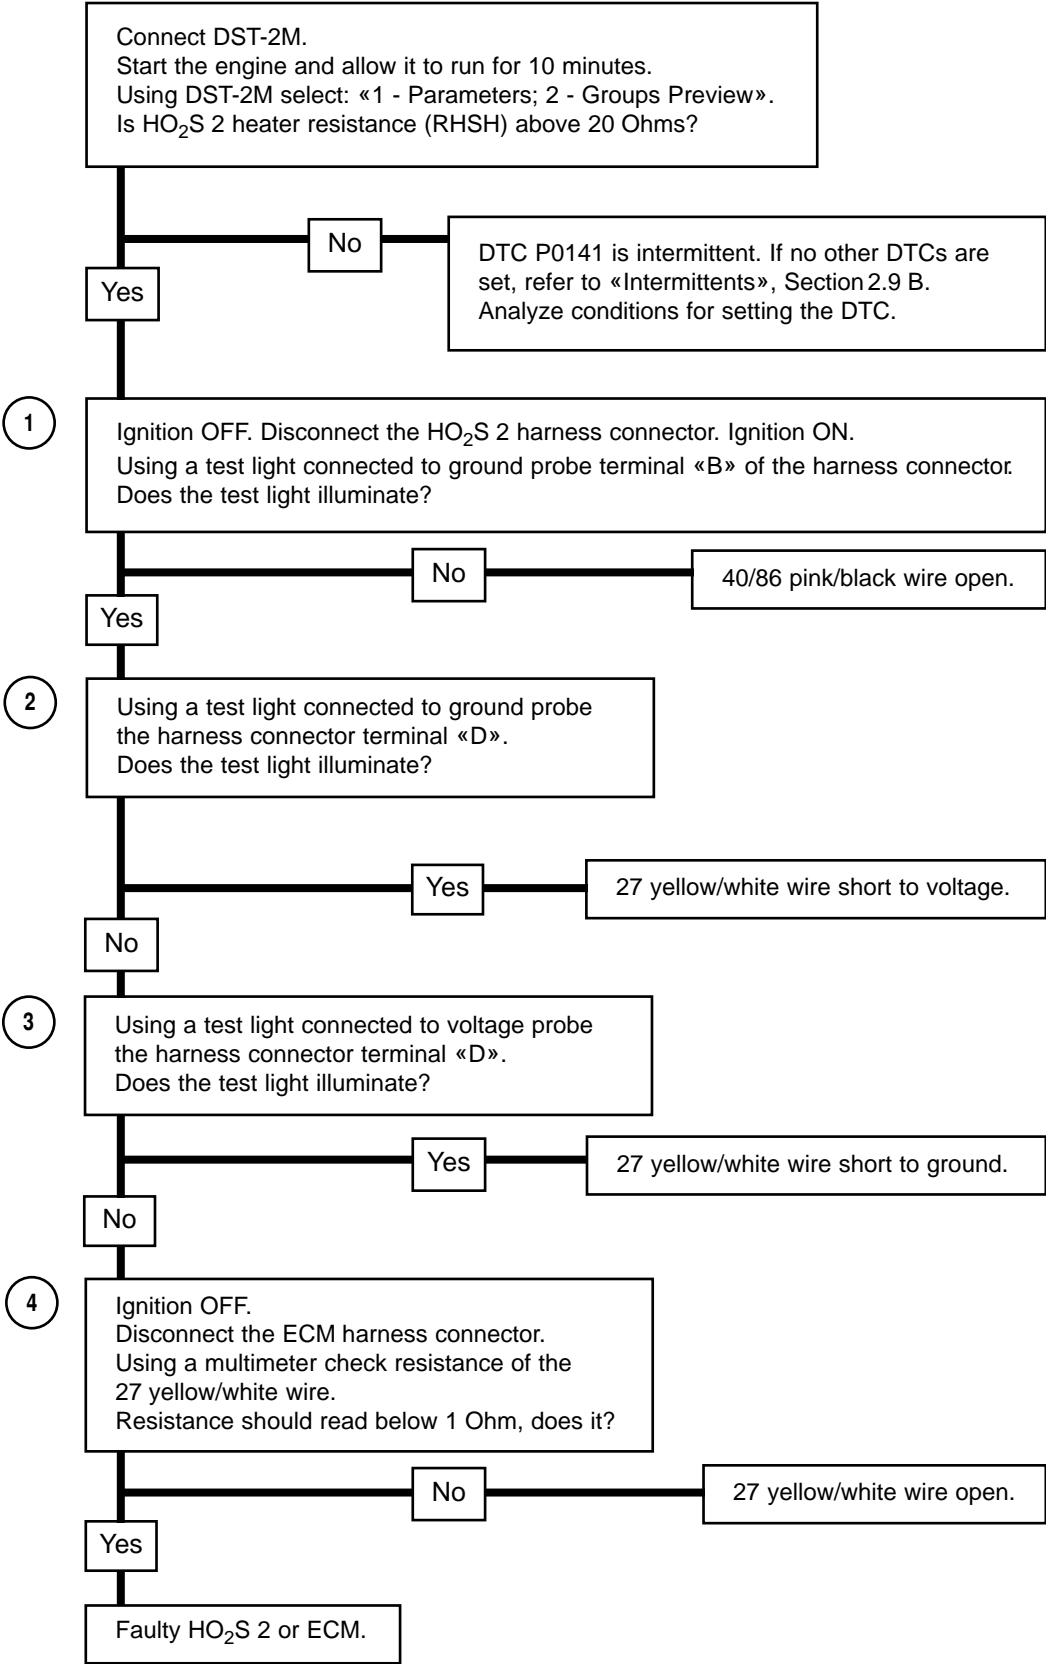 Connect DST-2M.
Start the engine and allow it to run for 10 minutes.
Using DST-2M select: «1 - Parameters; 2 - Groups Preview».
Is HO₂S 2 heater resistance (RHSH) above 20 Ohms?
No
DTC P0141 is intermittent. If no other DTCs are
set, refer to «Intermittents», Section 2.9 B.
Analyze conditions for setting the DTC.
Yes
1
Ignition OFF. Disconnect the HO₂S 2 harness connector. Ignition ON.
Using a test light connected to ground probe terminal «B» of the harness connector.
Does the test light illuminate?
No
40/86 pink/black wire open.
Yes
2
Using a test light connected to ground probe
the harness connector terminal «D».
Does the test light illuminate?
Yes
27 yellow/white wire short to voltage.
No
3
Using a test light connected to voltage probe
the harness connector terminal «D».
Does the test light illuminate?
Yes
27 yellow/white wire short to ground.
No
4
Ignition OFF.
Disconnect the ECM harness connector.
Using a multimeter check resistance of the
27 yellow/white wire.
Resistance should read below 1 Ohm, does it?
No
27 yellow/white wire open.
Yes
Faulty HO₂S 2 or ECM.